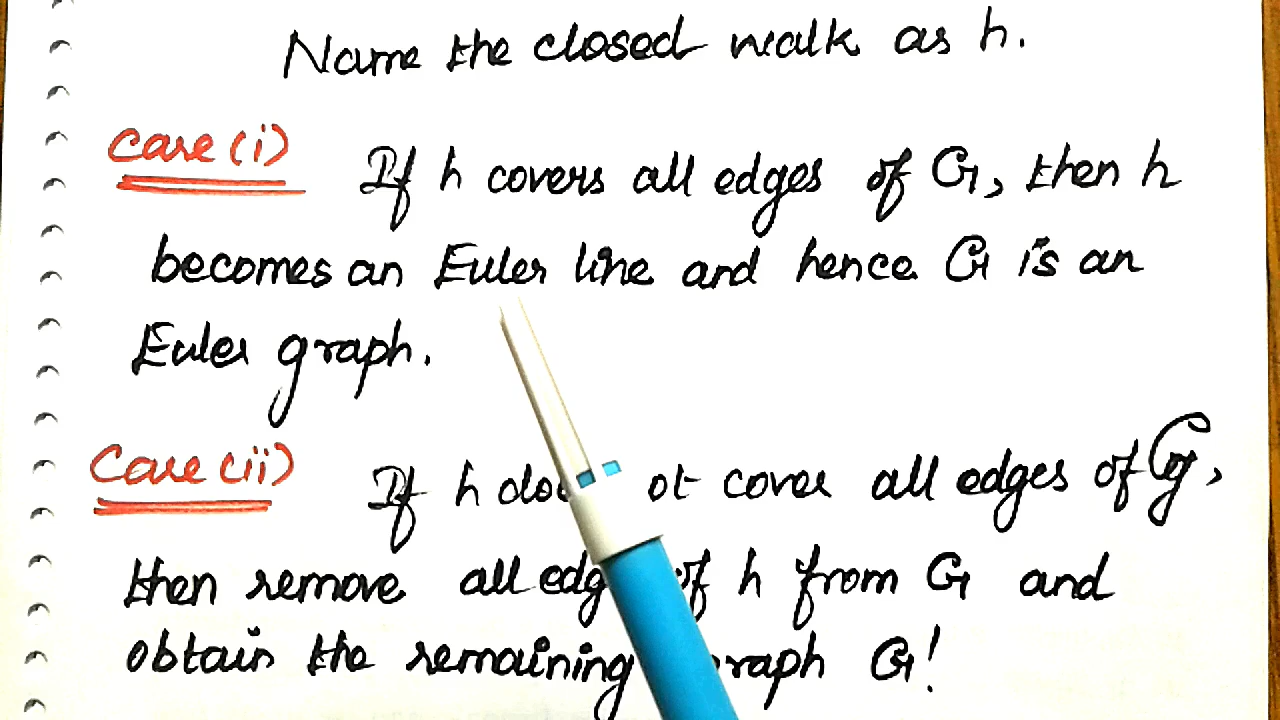 Name the closed walk as h.
Case (i) If h covers all edges of G, then h
becomes an Euler line and hence G is an
Euler graph.
Case (ii) If h ot cover all edges of G,
then remove all of h from G and
obtain the remaining G'